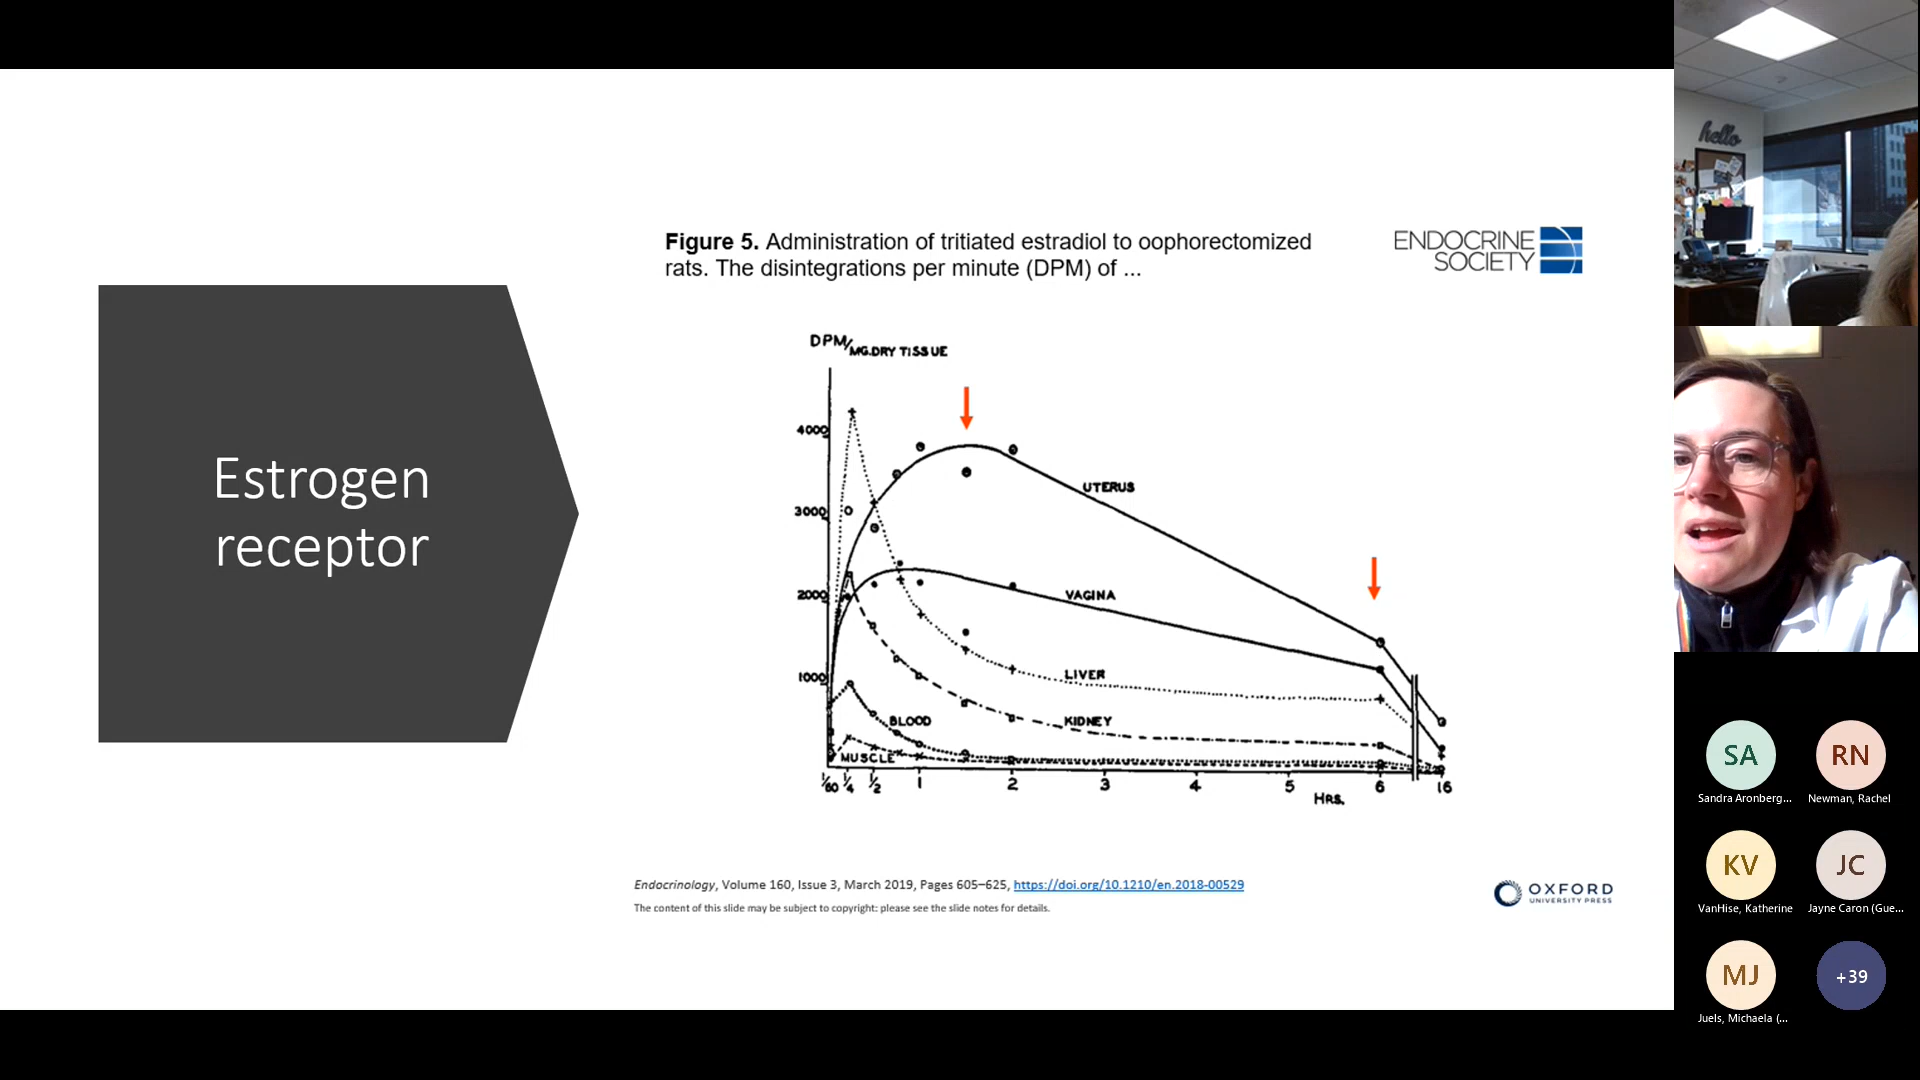 Estrogen
receptor
Figure 5. Administration of tritiated estradiol to oophorectomized
rats. The disintegrations per minute (DPM) of ...
ENDOCRINE
SOCIETY
DPM/MG.DRY TISSUE
4000
3000
2000
1000
UTERUS
VAGINA
LIVER
KIDNEY
BLOOD
MUSCLE
1/60 1/4 1/2 1 2 3 4 5 6 16
HRS.
Endocrinology, Volume 160, Issue 3, March 2019, Pages 605–625, https://doi.org/10.1210/en.2018-00529
The content of this slide may be subject to copyright: please see the slide notes for details.
OXFORD
UNIVERSITY PRESS
hello
SA RN
Sandra Aronberg... Newman, Rachel
KV JC
VanHise, Katherine Jayne Caron (Gue...
MJ +39
Juels, Michaela (...